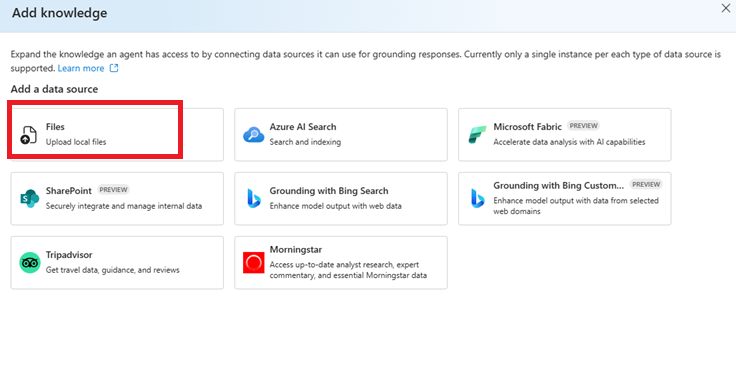 Add knowledge
Expand the knowledge an agent has access to by connecting data sources it can use for grounding responses. Currently only a single instance per each type of data source is
supported. Learn more
Add a data source
Files
Upload local files
Azure AI Search
Search and indexing
Microsoft Fabric PREVIEW
Accelerate data analysis with AI capabilities
SharePoint PREVIEW
Securely integrate and manage internal data
Grounding with Bing Search
Enhance model output with web data
Grounding with Bing Custom... PREVIEW
Enhance model output with data from selected
web domains
Tripadvisor
Get travel data, guidance, and reviews
Morningstar
Access up-to-date analyst research, expert
commentary, and essential Morningstar data